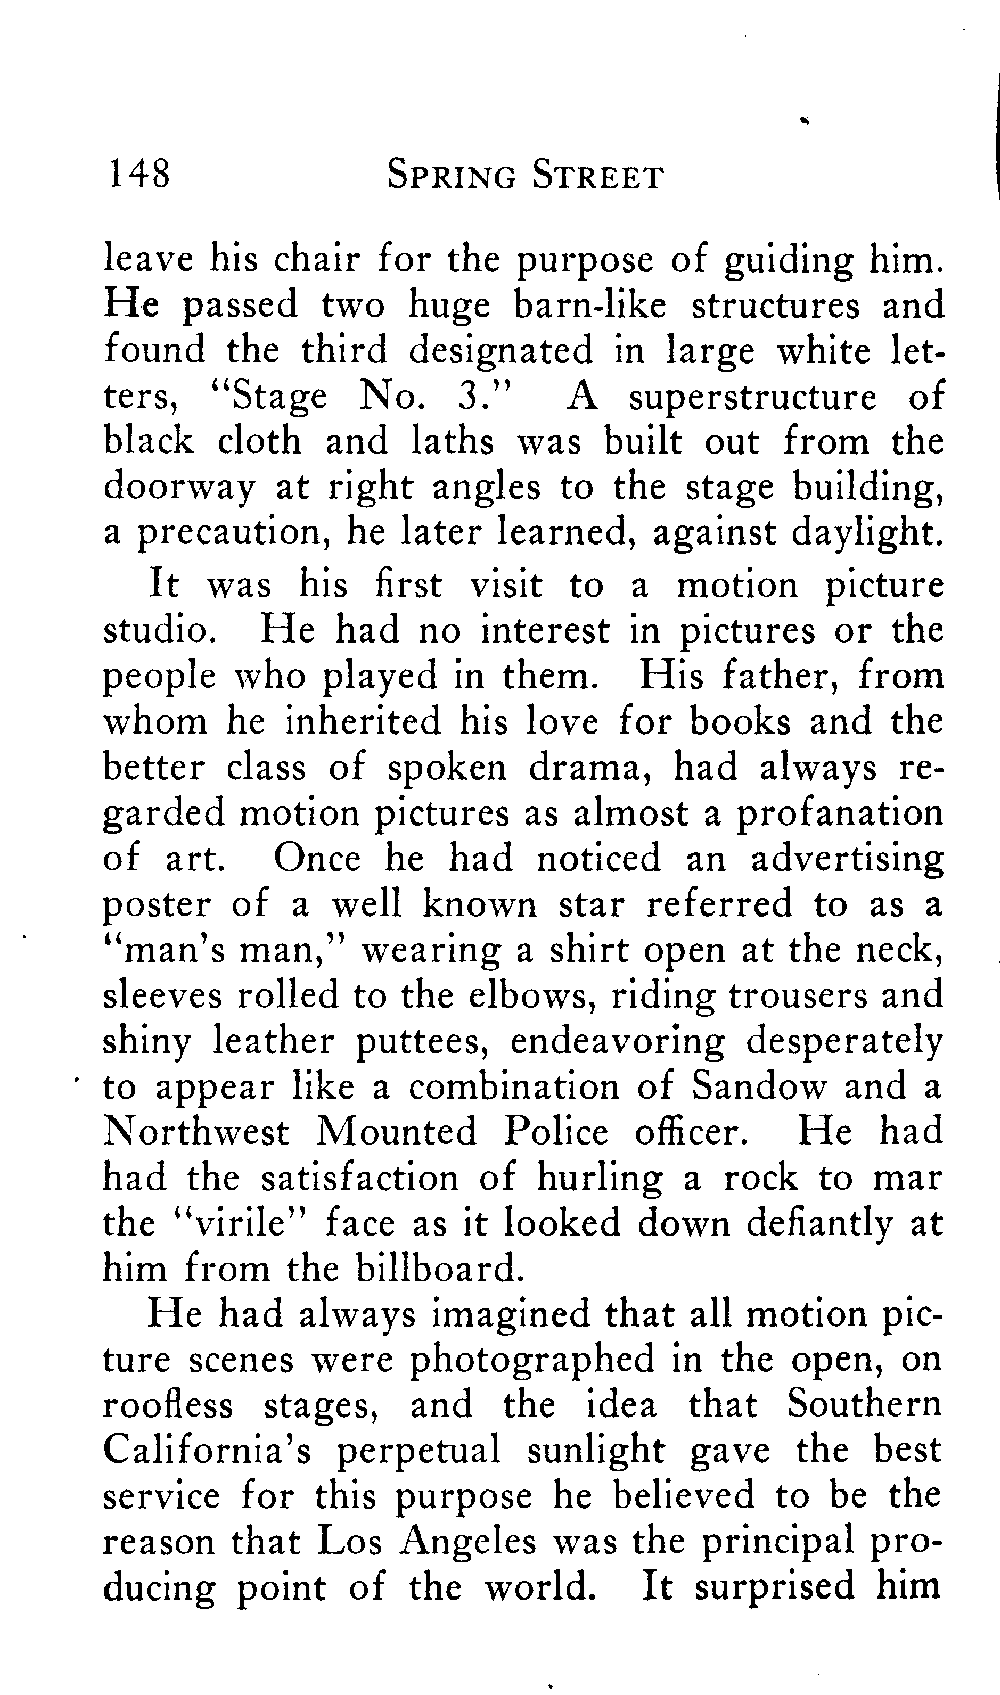 148 SPRING STREET
leave his chair for the purpose of guiding him.
He passed two huge barn-like structures and
found the third designated in large white let-
ters, “Stage No. 3.” A superstructure of
black cloth and laths was built out from the
doorway at right angles to the stage building,
a precaution, he later learned, against daylight.
It was his first visit to a motion picture
studio. He had no interest in pictures or the
people who played in them. His father, from
whom he inherited his love for books and the
better class of spoken drama, had always re-
garded motion pictures as almost a profanation
of art. Once he had noticed an advertising
poster of a well known star referred to as a
“man’s man,” wearing a shirt open at the neck,
sleeves rolled to the elbows, riding trousers and
shiny leather puttees, endeavoring desperately
to appear like a combination of Sandow and a
Northwest Mounted Police officer. He had
had the satisfaction of hurling a rock to mar
the “virile” face as it looked down defiantly at
him from the billboard.
He had always imagined that all motion pic-
ture scenes were photographed in the open, on
roofless stages, and the idea that Southern
California’s perpetual sunlight gave the best
service for this purpose he believed to be the
reason that Los Angeles was the principal pro-
ducing point of the world. It surprised him